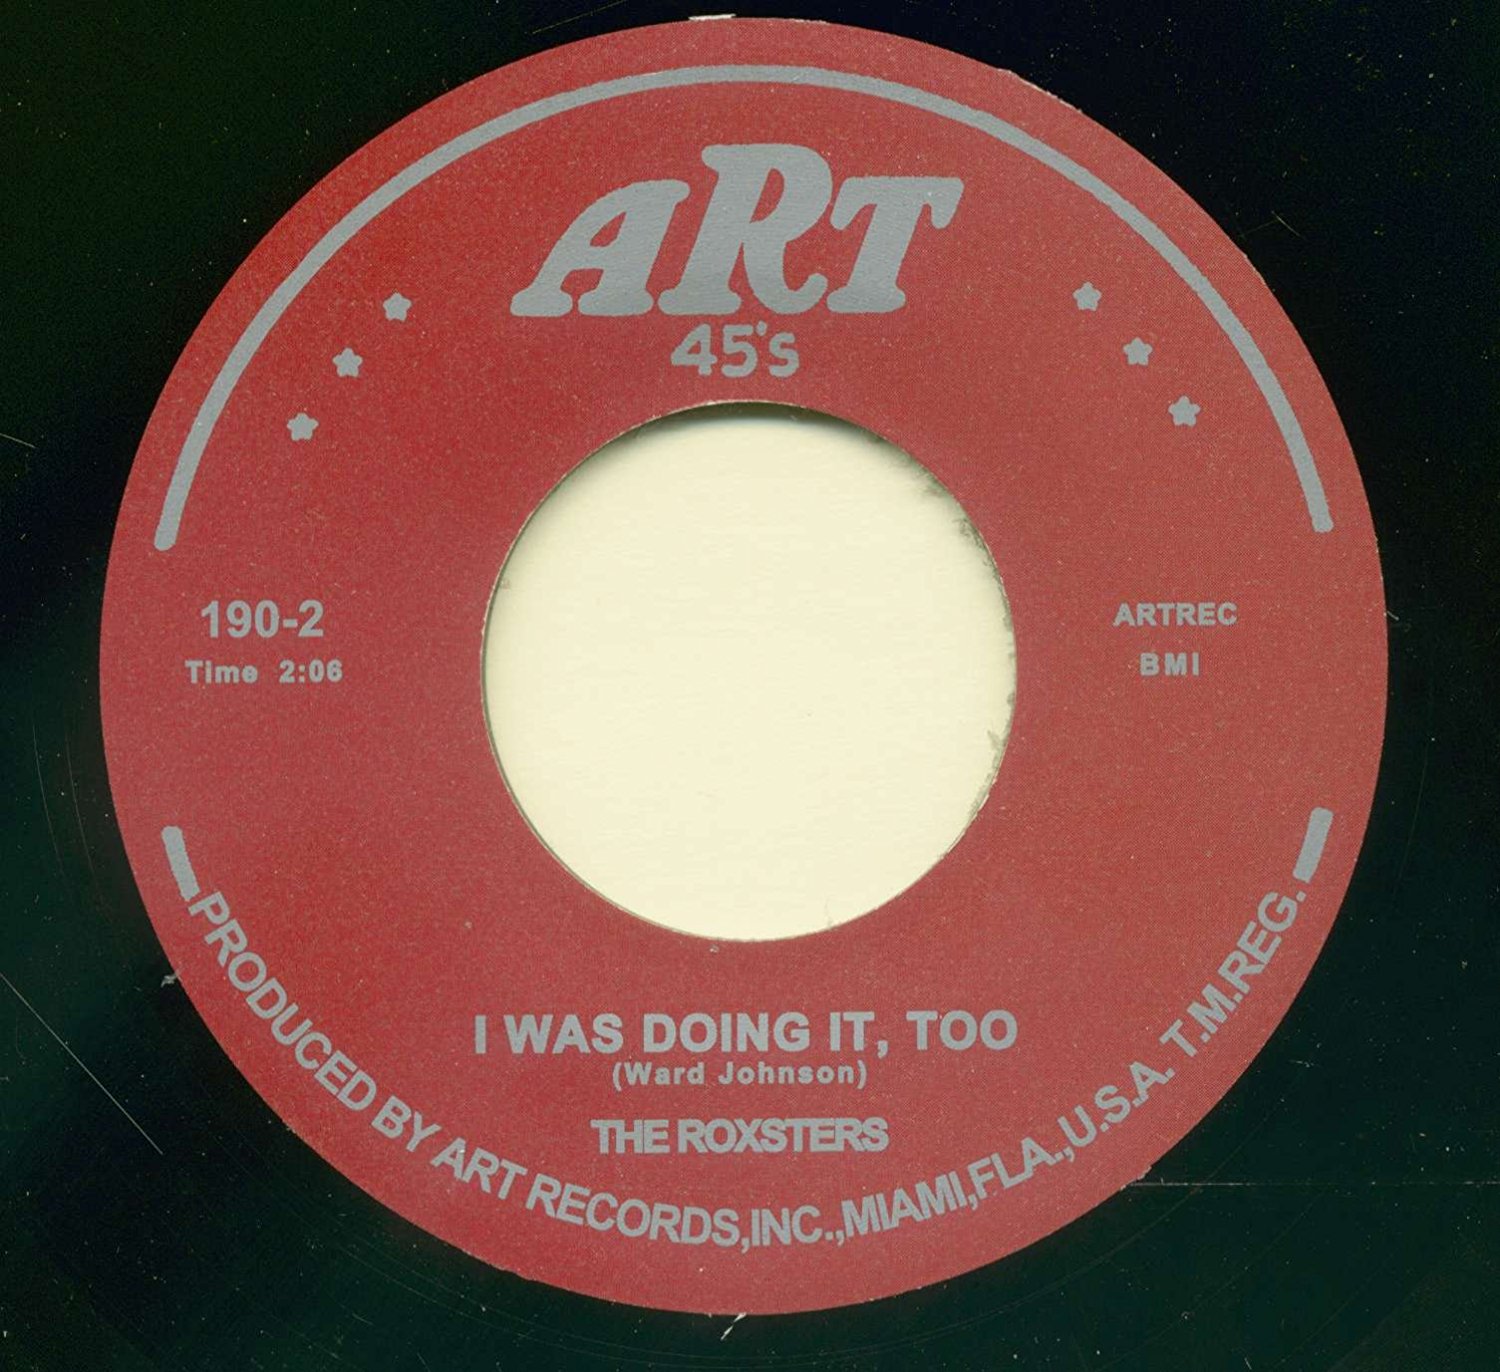 ART
45's
190-2
Time 2:06
ARTREC
BMI
I WAS DOING IT, TOO
(Ward Johnson)
THE ROXSTERS
PRODUCED BY ART RECORDS,INC.,MIAMI,FLA.,U.S.A. T.M.REG.